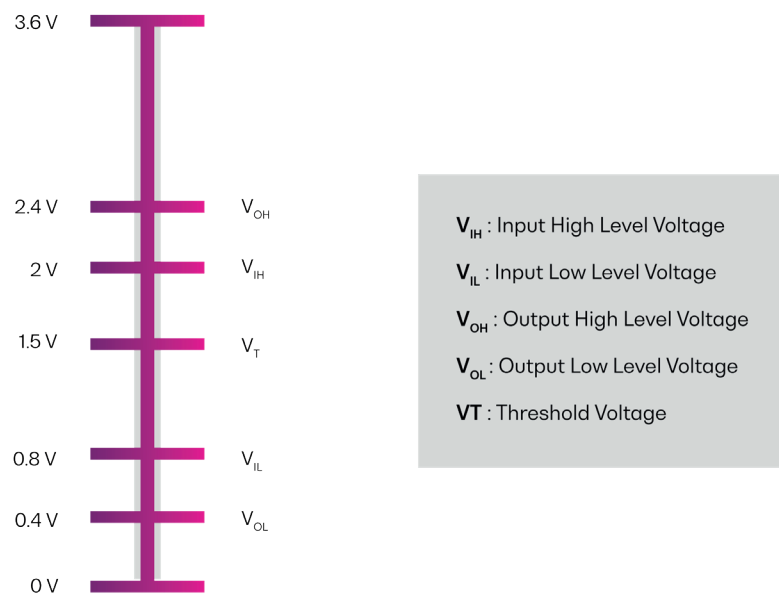 3.6 V
2.4 V V_OH
2 V V_IH
1.5 V V_T
0.8 V V_IL
0.4 V V_OL
0 V
V_IH : Input High Level Voltage
V_IL : Input Low Level Voltage
V_OH : Output High Level Voltage
V_OL : Output Low Level Voltage
VT : Threshold Voltage